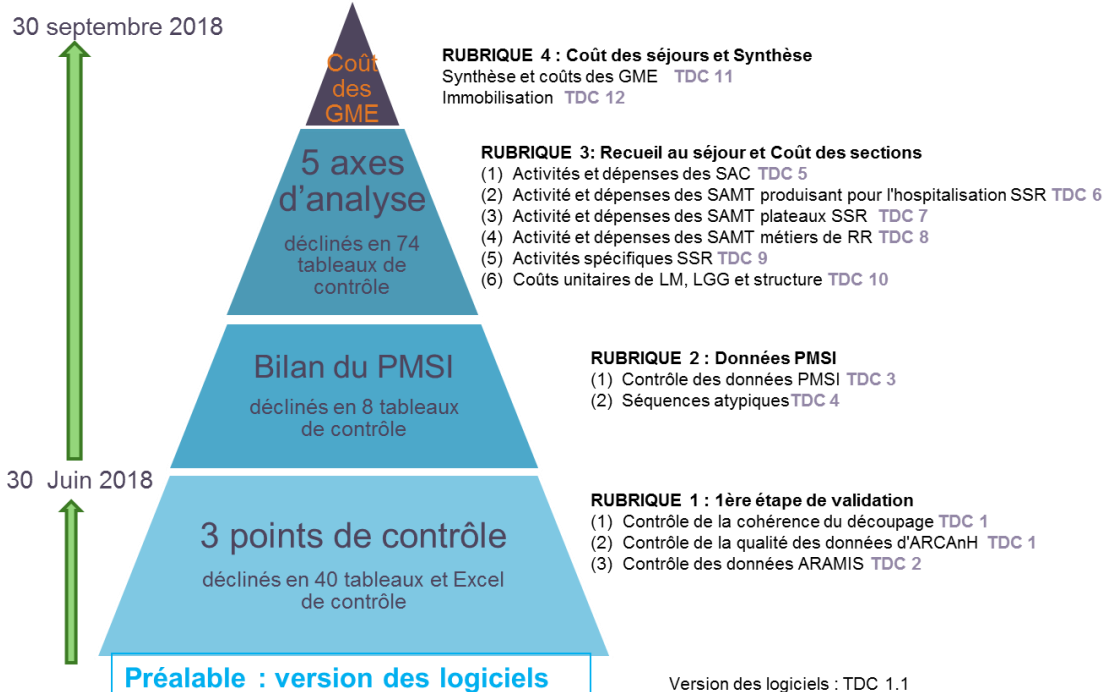 30 septembre 2018
Coût
des
GME
RUBRIQUE 4 : Coût des séjours et Synthèse
Synthèse et coûts des GME TDC 11
Immobilisation TDC 12
5 axes
d'analyse
déclinés en 74
tableaux de
contrôle
RUBRIQUE 3: Recueil au séjour et Coût des sections
(1) Activités et dépenses des SAC TDC 5
(2) Activité et dépenses des SAMT produisant pour l'hospitalisation SSR TDC 6
(3) Activité et dépenses des SAMT plateaux SSR TDC 7
(4) Activité et dépenses des SAMT métiers de RR TDC 8
(5) Activités spécifiques SSR TDC 9
(6) Coûts unitaires de LM, LGG et structure TDC 10
Bilan du PMSI
déclinés en 8 tableaux
de contrôle
RUBRIQUE 2 : Données PMSI
(1) Contrôle des données PMSI TDC 3
(2) Séquences atypiques TDC 4
30 Juin 2018
3 points de contrôle
déclinés en 40 tableaux et Excel
de contrôle
RUBRIQUE 1 : 1ère étape de validation
(1) Contrôle de la cohérence du découpage TDC 1
(2) Contrôle de la qualité des données d'ARCAnH TDC 1
(3) Contrôle des données ARAMIS TDC 2
Préalable : version des logiciels
Version des logiciels : TDC 1.1